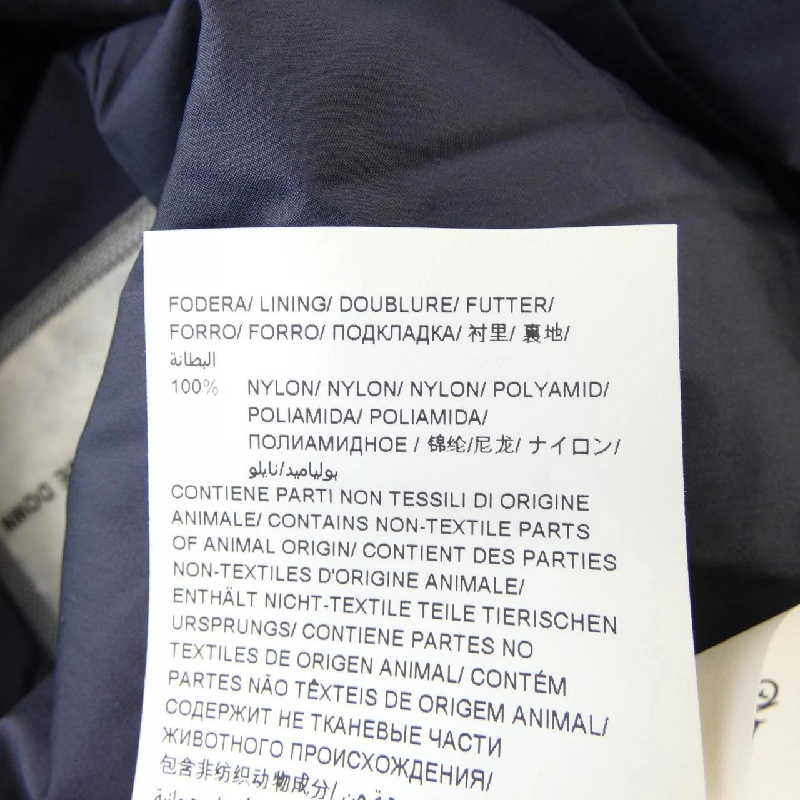 FODERA/ LINING/ DOUBLURE/ FUTTER/
FORRO/ FORRO/ ПОДКЛАДКА/ 衬里/ 裏地/
البطانة
100% NYLON/ NYLON/ NYLON/ POLYAMID/
POLIAMIDA/ POLIAMIDA/
ПОЛИАМИДНОЕ / 锦纶/尼龙/ ナイロン/
بولياميد/نايلو
CONTIENE PARTI NON TESSILI DI ORIGINE
ANIMALE/ CONTAINS NON-TEXTILE PARTS
OF ANIMAL ORIGIN/ CONTIENT DES PARTIES
NON-TEXTILES D'ORIGINE ANIMALE/
ENTHÄLT NICHT-TEXTILE TEILE TIERISCHEN
URSPRUNGS/ CONTIENE PARTES NO
TEXTILES DE ORIGEN ANIMAL/ CONTÉM
PARTES NÃO TÊXTEIS DE ORIGEM ANIMAL/
СОДЕРЖИТ НЕ ТКАНЕВЫЕ ЧАСТИ
ЖИВОТНОГО ПРОИСХОЖДЕНИЯ/
包含非纺织动物成分/
DOWN